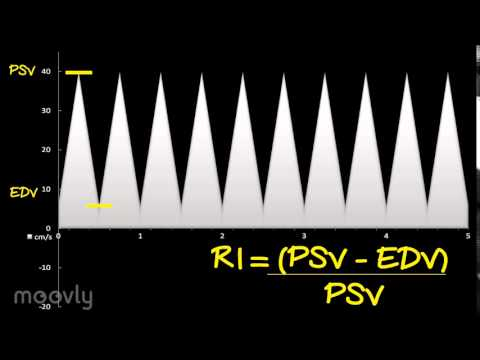 PSV
40
30
20
EDV
10
0
cm/s
0 1 2 3 4 5
-10
RI = (PSV - EDV)
PSV
moovly
-20